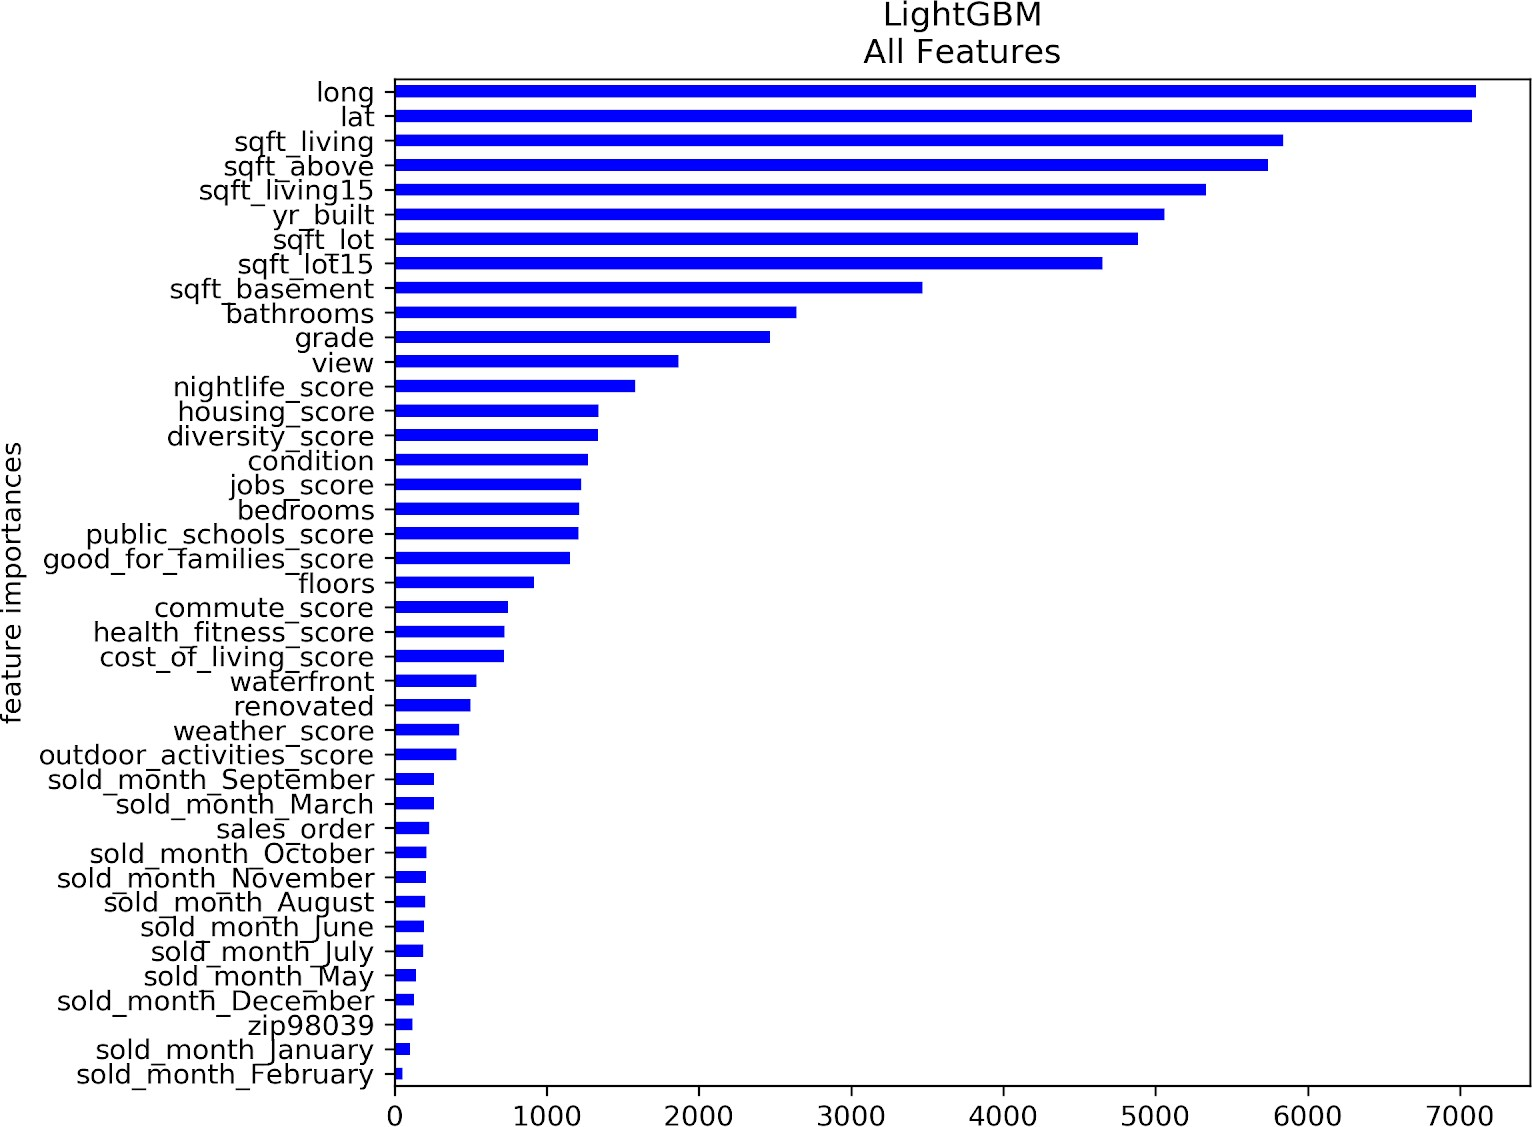 LightGBM
All Features
long
lat
sqft_living
sqft_above
sqft_living15
yr_built
sqft_lot
sqft_lot15
sqft_basement
bathrooms
grade
view
nightlife_score
housing_score
diversity_score
condition
jobs_score
bedrooms
public_schools_score
good_for_families_score
floors
commute_score
health_fitness_score
cost_of_living_score
waterfront
renovated
weather_score
outdoor_activities_score
sold_month_September
sold_month_March
sales_order
sold_month_October
sold_month_November
sold_month_August
sold_month_June
sold_month_July
sold_month_May
sold_month_December
zip98039
sold_month_January
sold_month_February
feature importances
0 1000 2000 3000 4000 5000 6000 7000